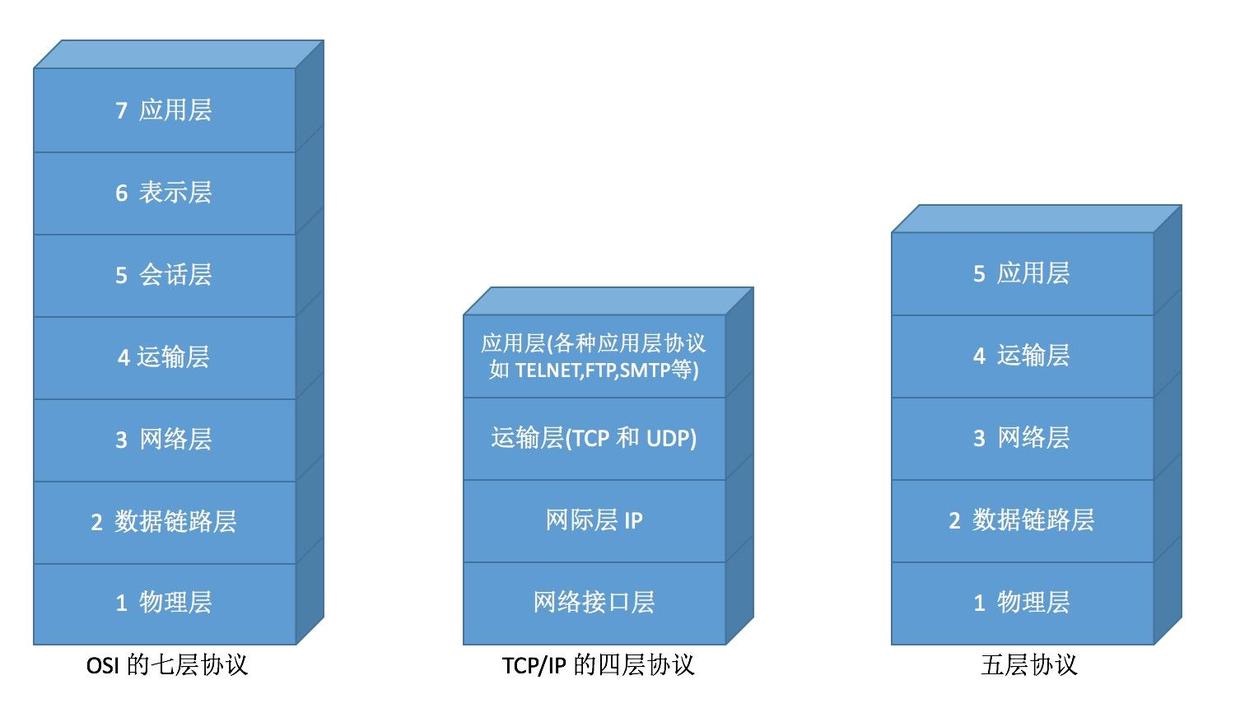 7 应用层
6 表示层
5 会话层
4 运输层
3 网络层
2 数据链路层
1 物理层
OSI 的七层协议
应用层(各种应用层协议
如 TELNET,FTP,SMTP等)
运输层(TCP 和 UDP)
网际层 IP
网络接口层
TCP/IP 的四层协议
5 应用层
4 运输层
3 网络层
2 数据链路层
1 物理层
五层协议